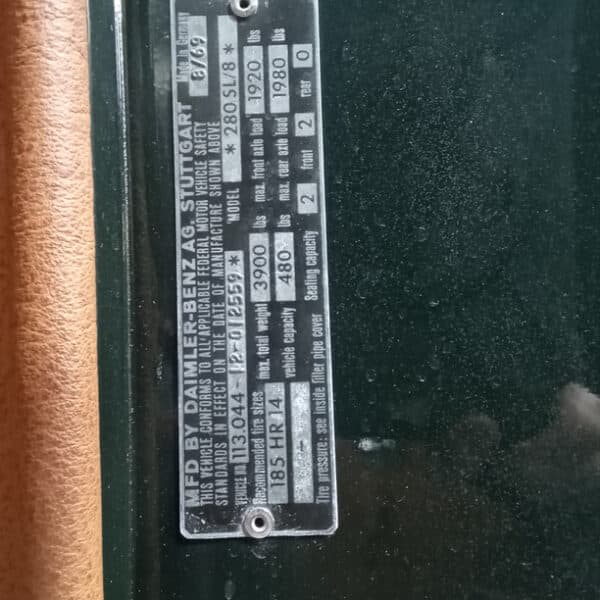 Made in Germany
MFD BY DAIMLER-BENZ AG. STUTTGART 8/69
THIS VEHICLE CONFORMS TO ALL APPLICABLE FEDERAL MOTOR VEHICLE SAFETY
STANDARDS IN EFFECT ON THE DATE OF MANUFACTURE SHOWN ABOVE
VEHICLE No 113.044-12-012559* MODEL *280 SL/8*
Recommended tire sizes max. total weight 3900 lbs max. front axle load 1920 lbs
185 HR 14 vehicle capacity 480 lbs max. rear axle load 1980 lbs
Tire pressure: see inside filler pipe cover Seating capacity 2 front 2 rear 0